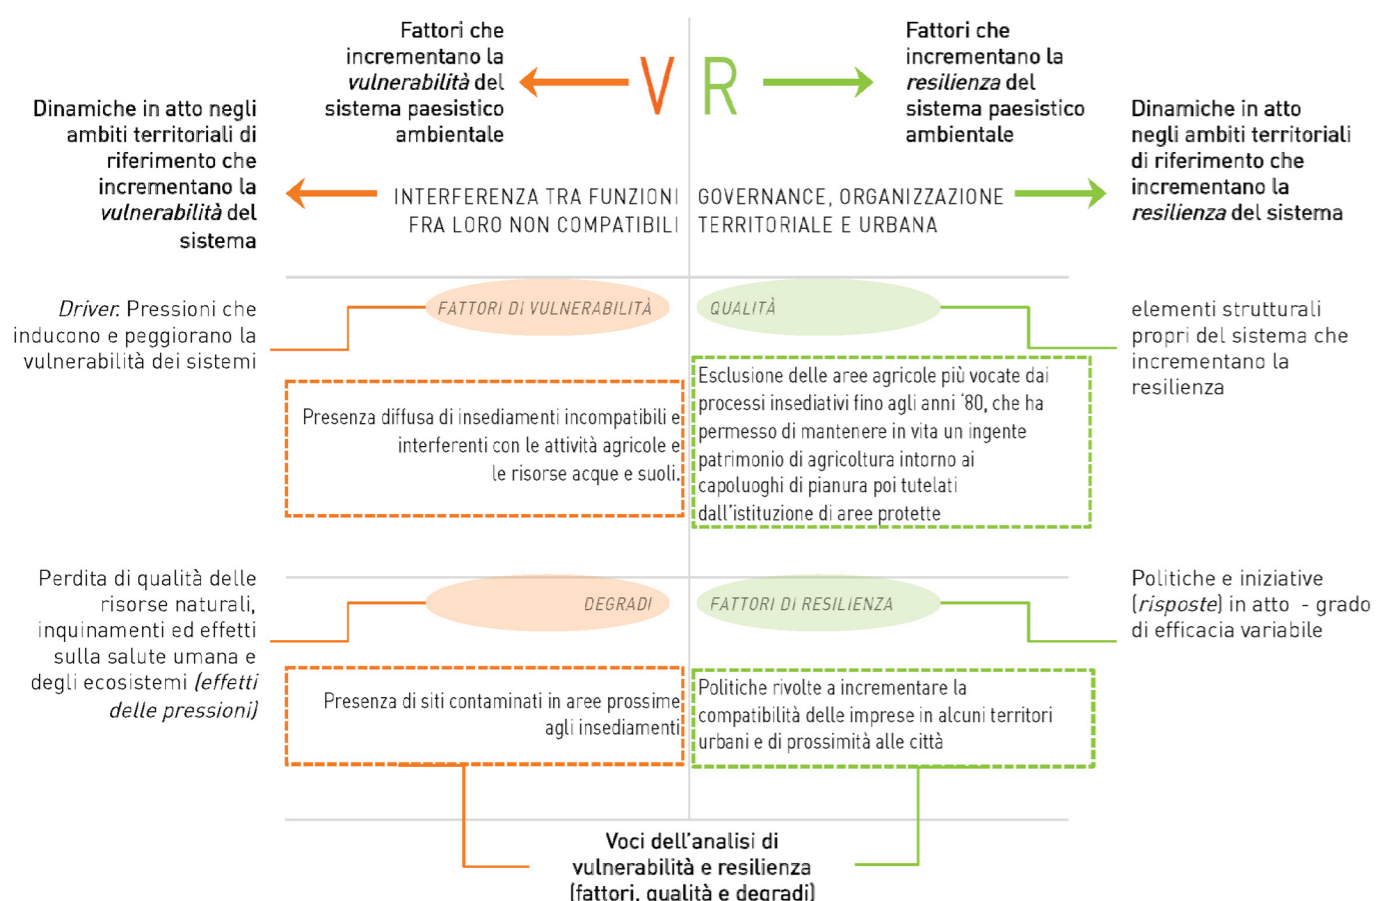 Fattori che
incrementano la
vulnerabilità del
sistema paesistico
ambientale
V R
Fattori che
incrementano la
resilienza del
sistema paesistico
ambientale
Dinamiche in atto negli
ambiti territoriali di
riferimento che
incrementano la
vulnerabilità del
sistema
INTERFERENZA TRA FUNZIONI
FRA LORO NON COMPATIBILI
GOVERNANCE, ORGANIZZAZIONE
TERRITORIALE E URBANA
Dinamiche in atto
negli ambiti territoriali
di riferimento che
incrementano la
resilienza del sistema
Driver. Pressioni che
inducono e peggiorano la
vulnerabilità dei sistemi
FATTORI DI VULNERABILITÀ
QUALITÀ
elementi strutturali
propri del sistema che
incrementano la
resilienza
Presenza diffusa di insediamenti incompatibili e
interferenti con le attività agricole e
le risorse acque e suoli.
Esclusione delle aree agricole più vocate dai
processi insediativi fino agli anni ‘80, che ha
permesso di mantenere in vita un ingente
patrimonio di agricoltura intorno ai
capoluoghi di pianura poi tutelati
dall’istituzione di aree protette
Perdita di qualità delle
risorse naturali,
inquinamenti ed effetti
sulla salute umana e
degli ecosistemi (effetti
delle pressioni)
DEGRADI
FATTORI DI RESILIENZA
Politiche e iniziative
(risposte) in atto - grado
di efficacia variabile
Presenza di siti contaminati in aree prossime
agli insediamenti
Politiche rivolte a incrementare la
compatibilità delle imprese in alcuni territori
urbani e di prossimità alle città
Voci dell’analisi di
vulnerabilità e resilienza
(fattori, qualità e degradi)